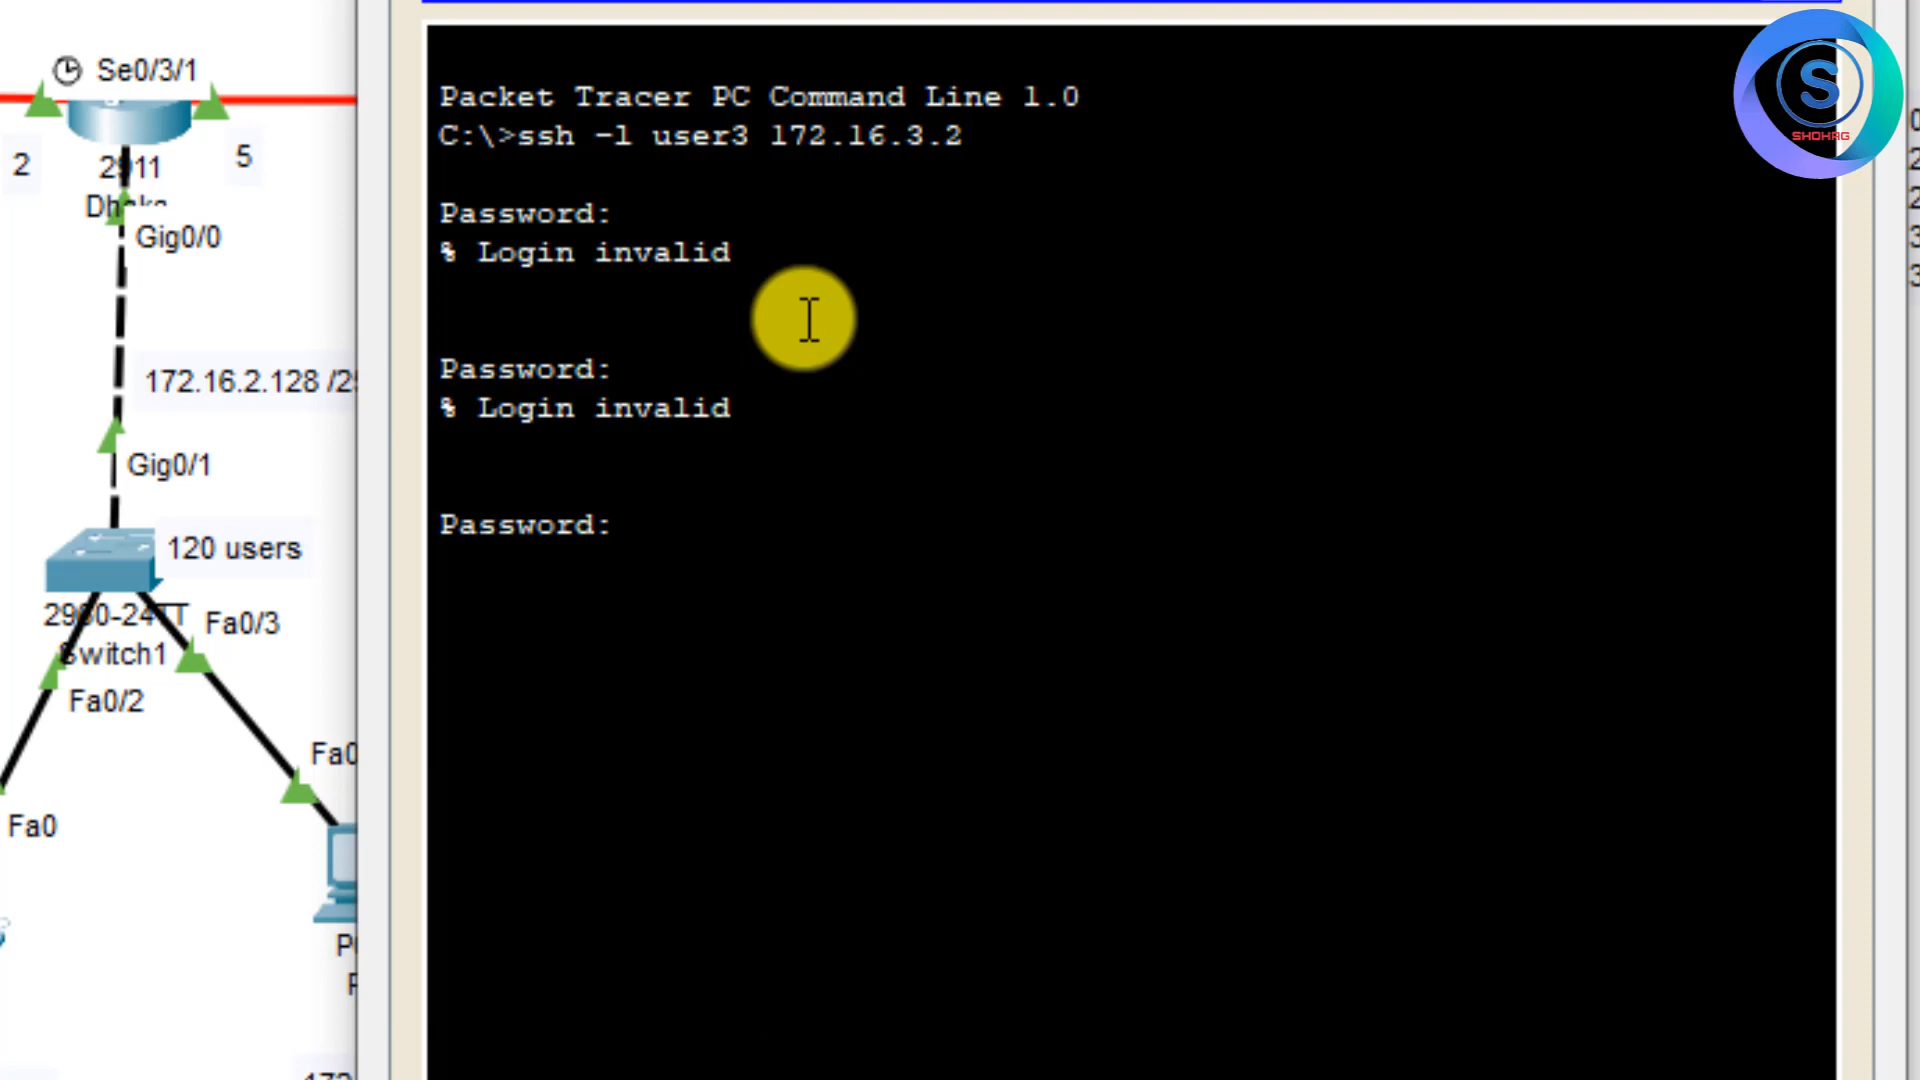 Se0/3/1
2
5
2911
Gig0/0
172.16.2.128
Gig0/1
120 users
Switch1
Fa0/3
Fa0/2
Fa0
Packet Tracer PC Command Line 1.0
C:\>ssh -l user3 172.16.3.2
Password:
% Login invalid
Password:
% Login invalid
Password:
S
SHOHAG